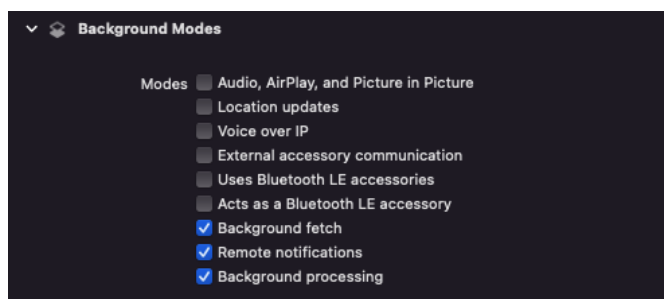 Background Modes
Modes Audio, AirPlay, and Picture in Picture
Location updates
Voice over IP
External accessory communication
Uses Bluetooth LE accessories
Acts as a Bluetooth LE accessory
Background fetch
Remote notifications
Background processing